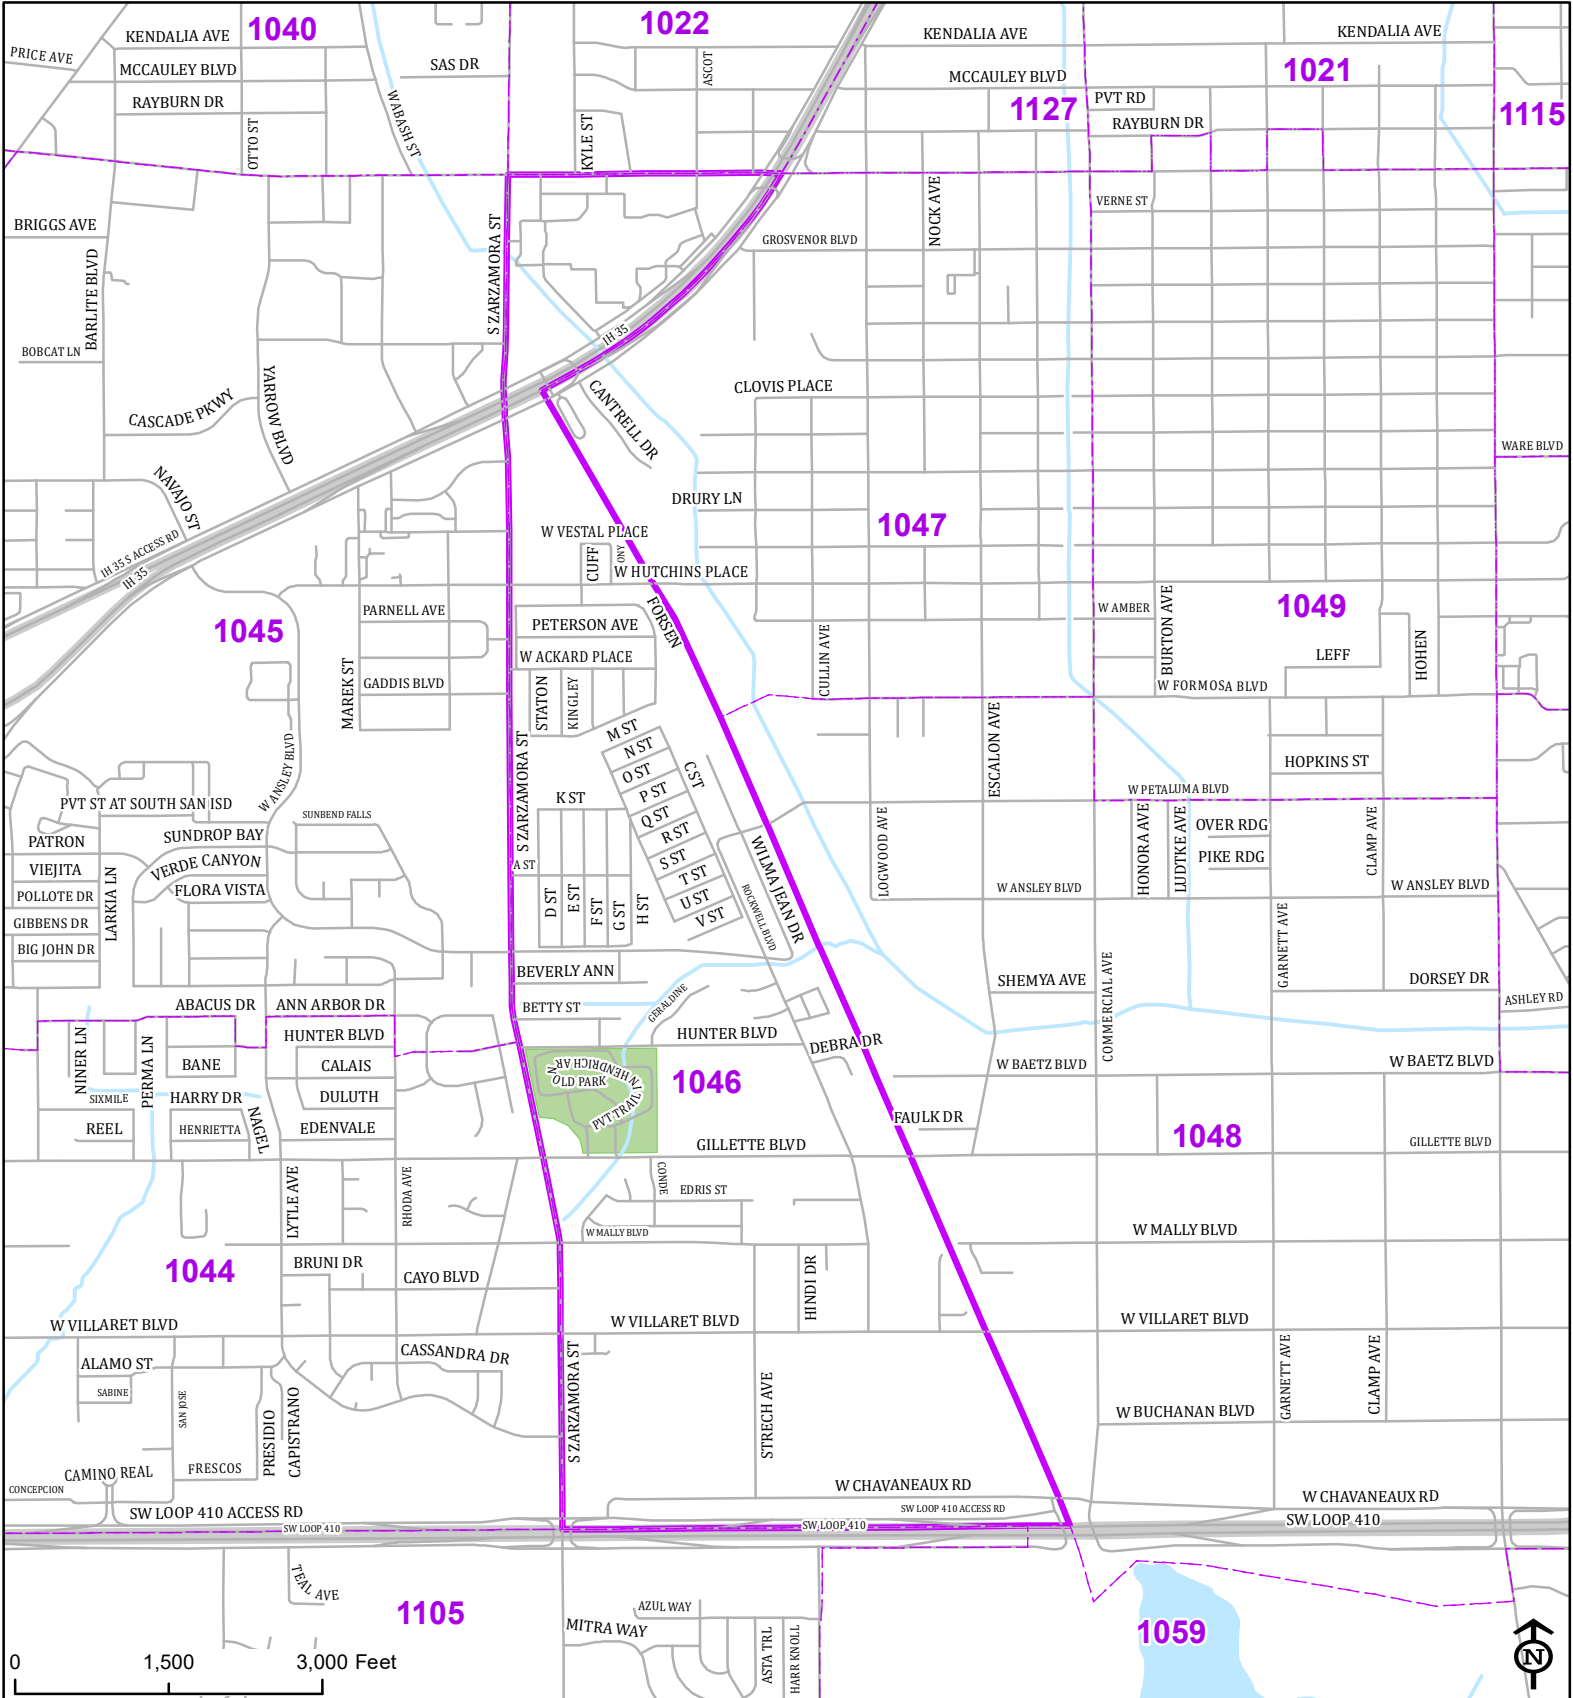 1040
1022
KENDALIA AVE
KENDALIA AVE
KENDALIA AVE
PRICE AVE
MCCAULEY BLVD
SAS DR
ASCOT
MCCAULEY BLVD
1021
RAYBURN DR
WABASH ST
1127
PVT RD
1115
RAYBURN DR
OTTO ST
KYLE ST
BRIGGS AVE
S ZARZAMORA ST
NOCK AVE
VERNE ST
GROSVENOR BLVD
BARLITE BLVD
BOBCAT LN
IH 35
YARROW BLVD
CASCADE PKWY
CANTRELL DR
CLOVIS PLACE
WARE BLVD
NAVAJO ST
DRURY LN
1047
W VESTAL PLACE
IH 35 S ACCESS RD
IH 35
CUFF
ONY
W HUTCHINS PLACE
PARNELL AVE
FORSEN
W AMBER
BURTON AVE
1049
1045
PETERSON AVE
W ACKARD PLACE
CULLIN AVE
LEFF
HOHEN
MAREK ST
GADDIS BLVD
STATON
KINGLEY
W FORMOSA BLVD
S ZARZAMORA ST
M ST
N ST
O ST
P ST
Q ST
R ST
S ST
T ST
U ST
V ST
C ST
ESCALON AVE
HOPKINS ST
W ANSLEY BLVD
PVT ST AT SOUTH SAN ISD
SUNBEND FALLS
K ST
W PETALUMA BLVD
PATRON
SUNDROP BAY
OVER RDG
VIEJITA
VERDE CANYON
A ST
WILMA JEAN DR
LOGWOOD AVE
HONORA AVE
LUDTKE AVE
PIKE RDG
CLAMP AVE
POLLOTE DR
FLORA VISTA
W ANSLEY BLVD
W ANSLEY BLVD
GIBBENS DR
LARKIA LN
D ST
E ST
F ST
G ST
H ST
ROCKWELL BLVD
GARNETT AVE
BIG JOHN DR
BEVERLY ANN
SHEMYA AVE
COMMERCIAL AVE
DORSEY DR
ABACUS DR
ANN ARBOR DR
BETTY ST
GERALDINE
ASHLEY RD
HUNTER BLVD
HUNTER BLVD
DEBRA DR
NINER LN
BANE
PERMA LN
CALAIS
N HENDRICH AR
N OLD PARK
1046
W BAETZ BLVD
W BAETZ BLVD
SIXMILE
HARRY DR
DULUTH
PVT TRAIL
REEL
HENRIETTA
NAGEL
EDENVALE
FAULK DR
GILLETTE BLVD
1048
GILLETTE BLVD
LYTLE AVE
RHODA AVE
CONDE
EDRIS ST
W MALLY BLVD
W MALLY BLVD
1044
BRUNI DR
CAYO BLVD
HINDI DR
W VILLARET BLVD
W VILLARET BLVD
W VILLARET BLVD
ALAMO ST
CASSANDRA DR
S ZARZAMORA ST
SABINE
SAN JOSE
PRESIDIO
CAPISTRANO
STRECH AVE
GARNETT AVE
CLAMP AVE
W BUCHANAN BLVD
CAMINO REAL
FRESCOS
CONCEPCION
W CHAVANEAUX RD
W CHAVANEAUX RD
SW LOOP 410 ACCESS RD
SW LOOP 410 ACCESS RD
SW LOOP 410
SW LOOP 410
SW LOOP 410
TEAL AVE
1105
AZUL WAY
MITRA WAY
ASTA TRL
HARR KNOLL
1059
0 1,500 3,000 Feet
N